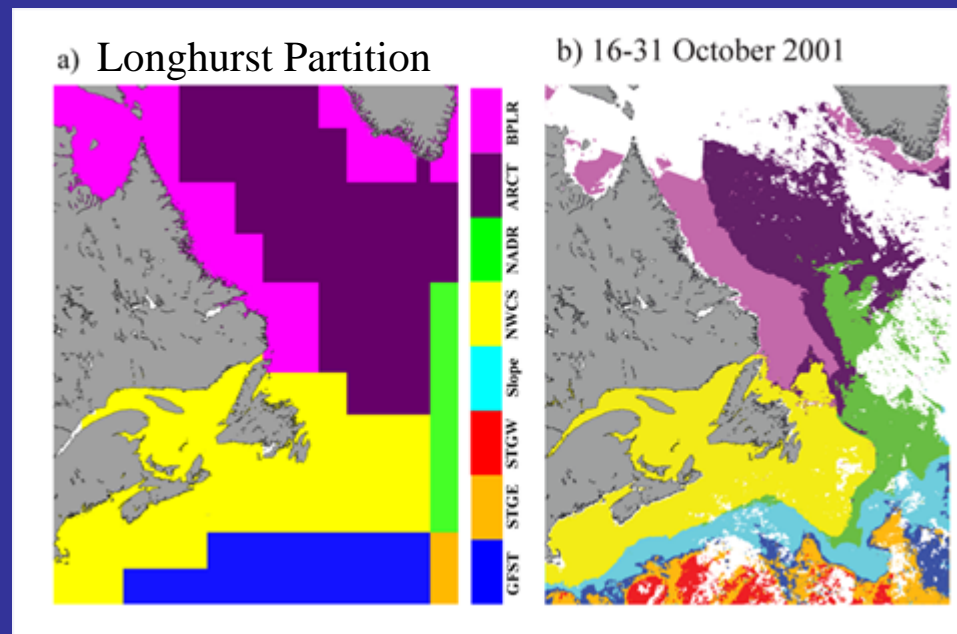 a) Longhurst Partition
b) 16-31 October 2001
BPLR
ARCT
NADR
NWCS
Slope
STGW
STGE
GFST